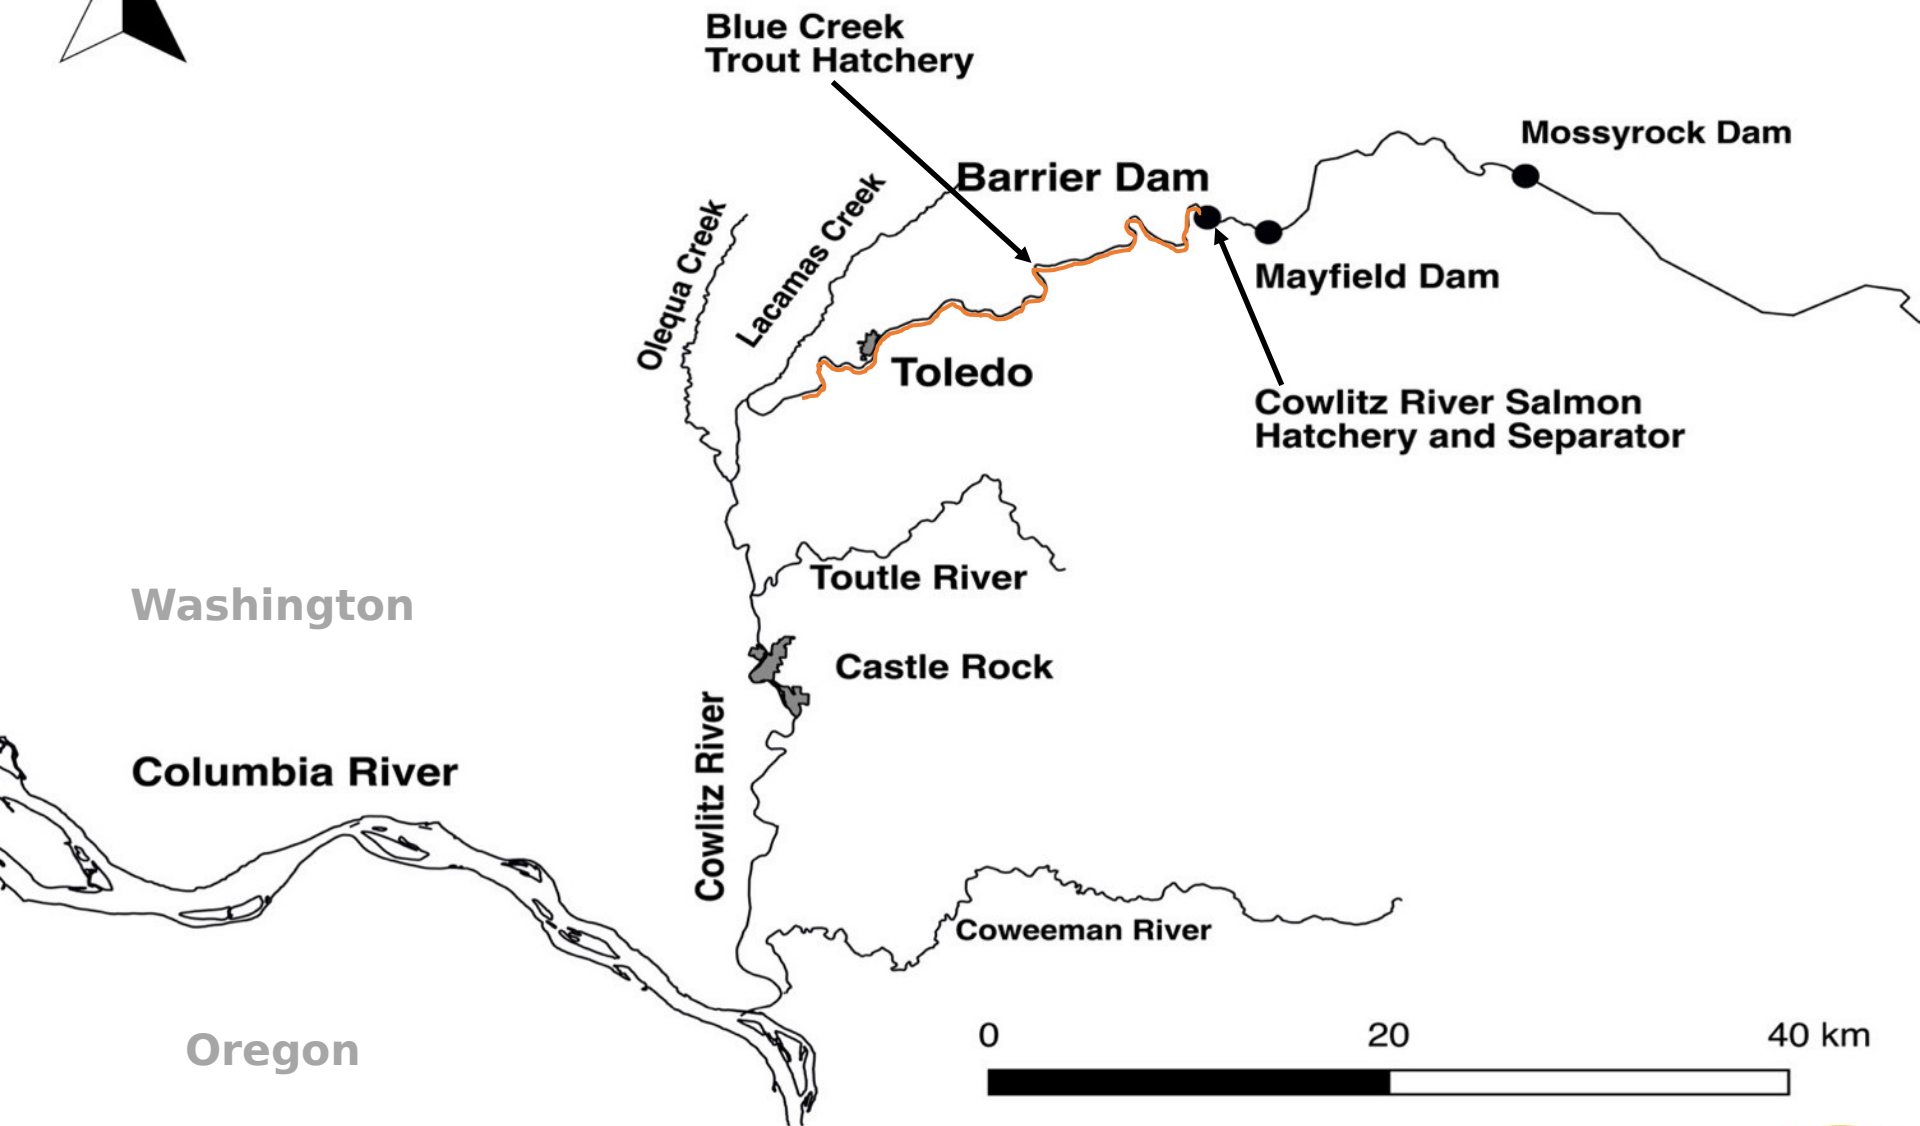 Blue Creek
Trout Hatchery
Mossyrock Dam
Barrier Dam
Olequa Creek
Lacamas Creek
Mayfield Dam
Toledo
Cowlitz River Salmon
Hatchery and Separator
Toutle River
Washington
Castle Rock
Cowlitz River
Columbia River
Coweeman River
Oregon
0 20 40 km